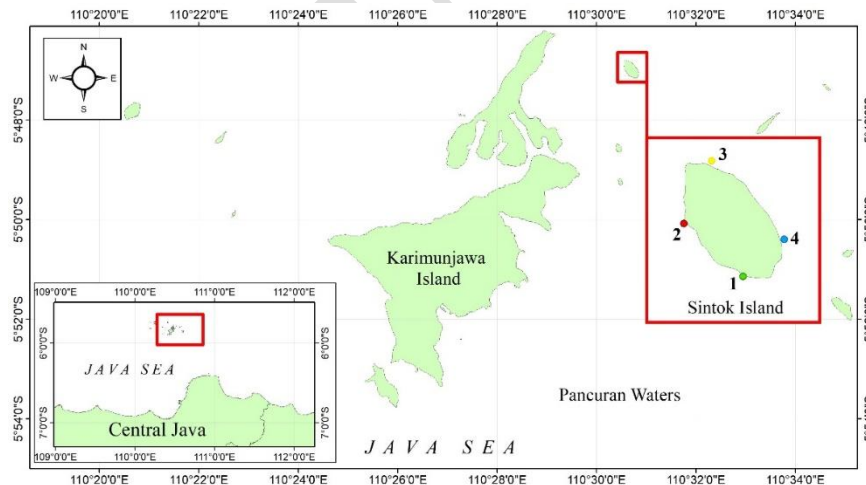 110°20'0"E 110°22'0"E 110°24'0"E 110°26'0"E 110°28'0"E 110°30'0"E 110°32'0"E 110°34'0"E
N
W E
S
5°48'0"S
3
5°50'0"S
2
4
Karimunjawa
Island
1
Sintok Island
109°0'0"E 110°0'0"E 111°0'0"E 112°0'0"E
5°52'0"S
6°0'0"S 6°0'0"S
JAVA SEA
Pancuran Waters
5°54'0"S
7°0'0"S 7°0'0"S
Central Java
JAVA SEA
109°0'0"E 110°0'0"E 111°0'0"E 112°0'0"E
110°20'0"E 110°22'0"E 110°24'0"E 110°26'0"E 110°28'0"E 110°30'0"E 110°32'0"E 110°34'0"E